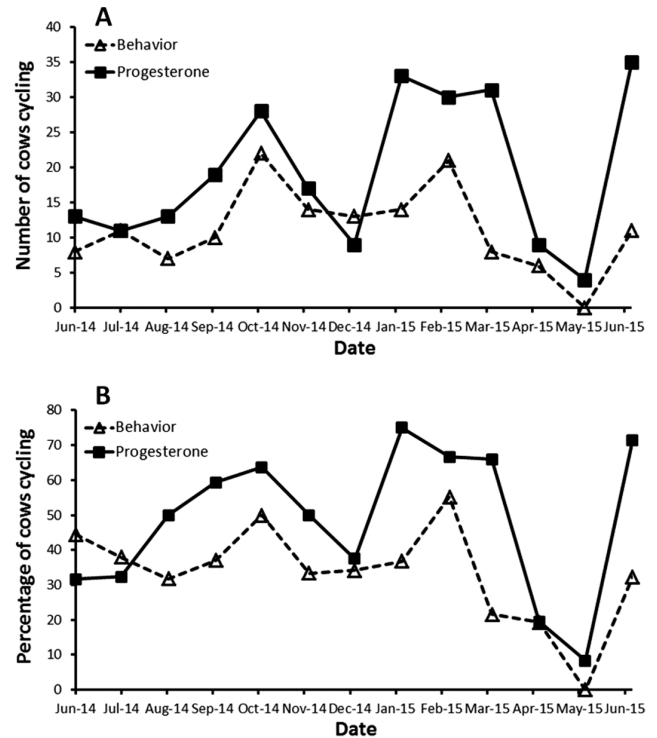 A
40
35
30
25
20
15
10
5
0
Number of cows cycling
Behavior
Progesterone
Jun-14 Jul-14 Aug-14 Sep-14 Oct-14 Nov-14 Dec-14 Jan-15 Feb-15 Mar-15 Apr-15 May-15 Jun-15
Date
B
80
70
60
50
40
30
20
10
0
Percentage of cows cycling
Behavior
Progesterone
Jun-14 Jul-14 Aug-14 Sep-14 Oct-14 Nov-14 Dec-14 Jan-15 Feb-15 Mar-15 Apr-15 May-15 Jun-15
Date